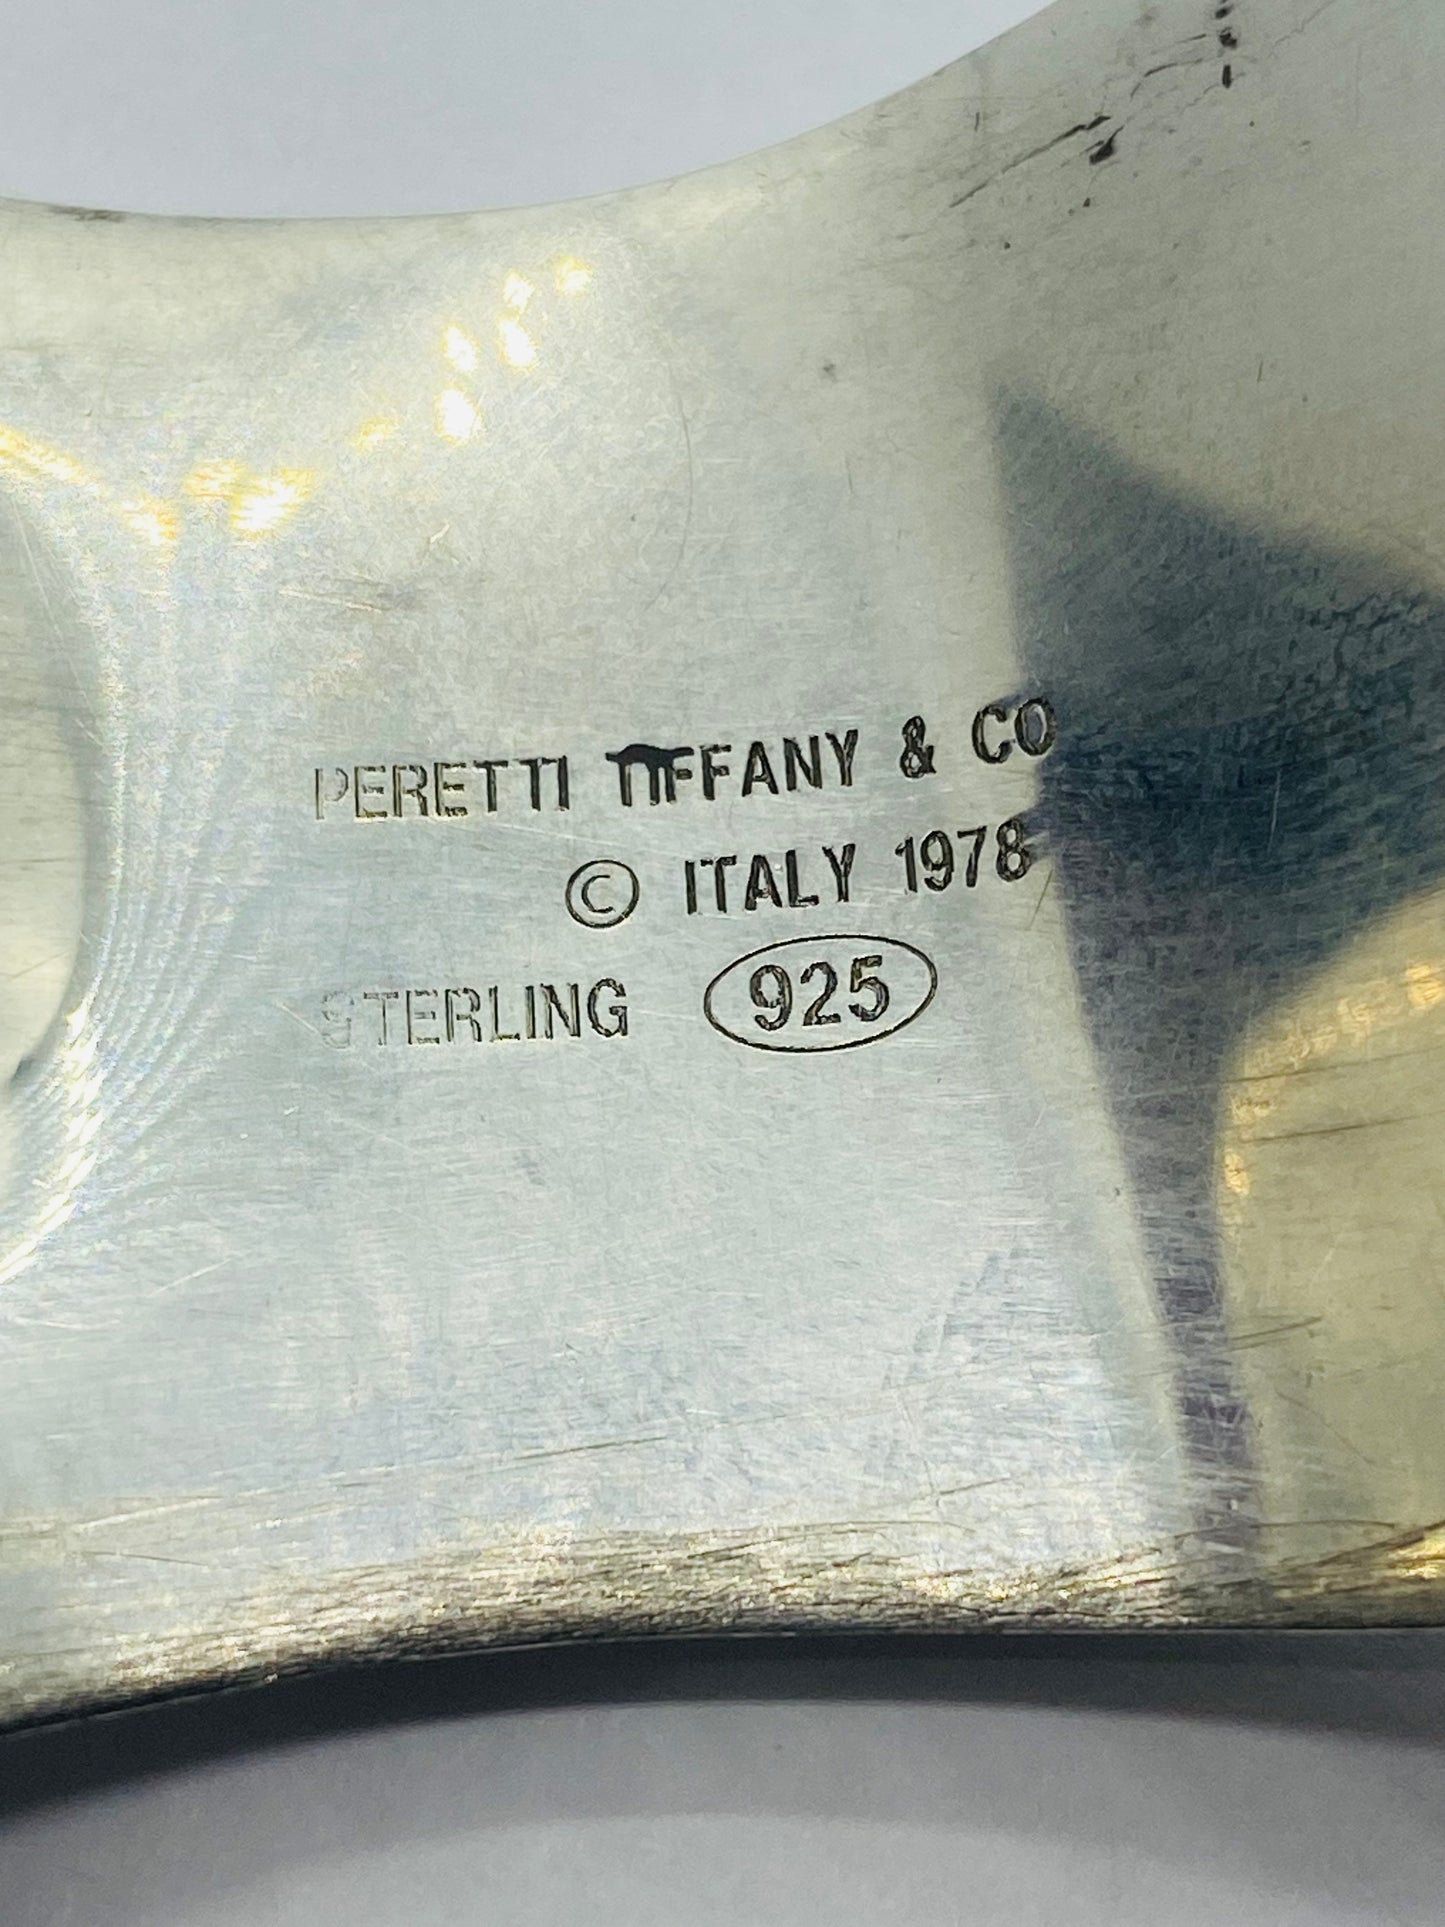 PERETTI TIFFANY & CO
© ITALY 1978
STERLING 925